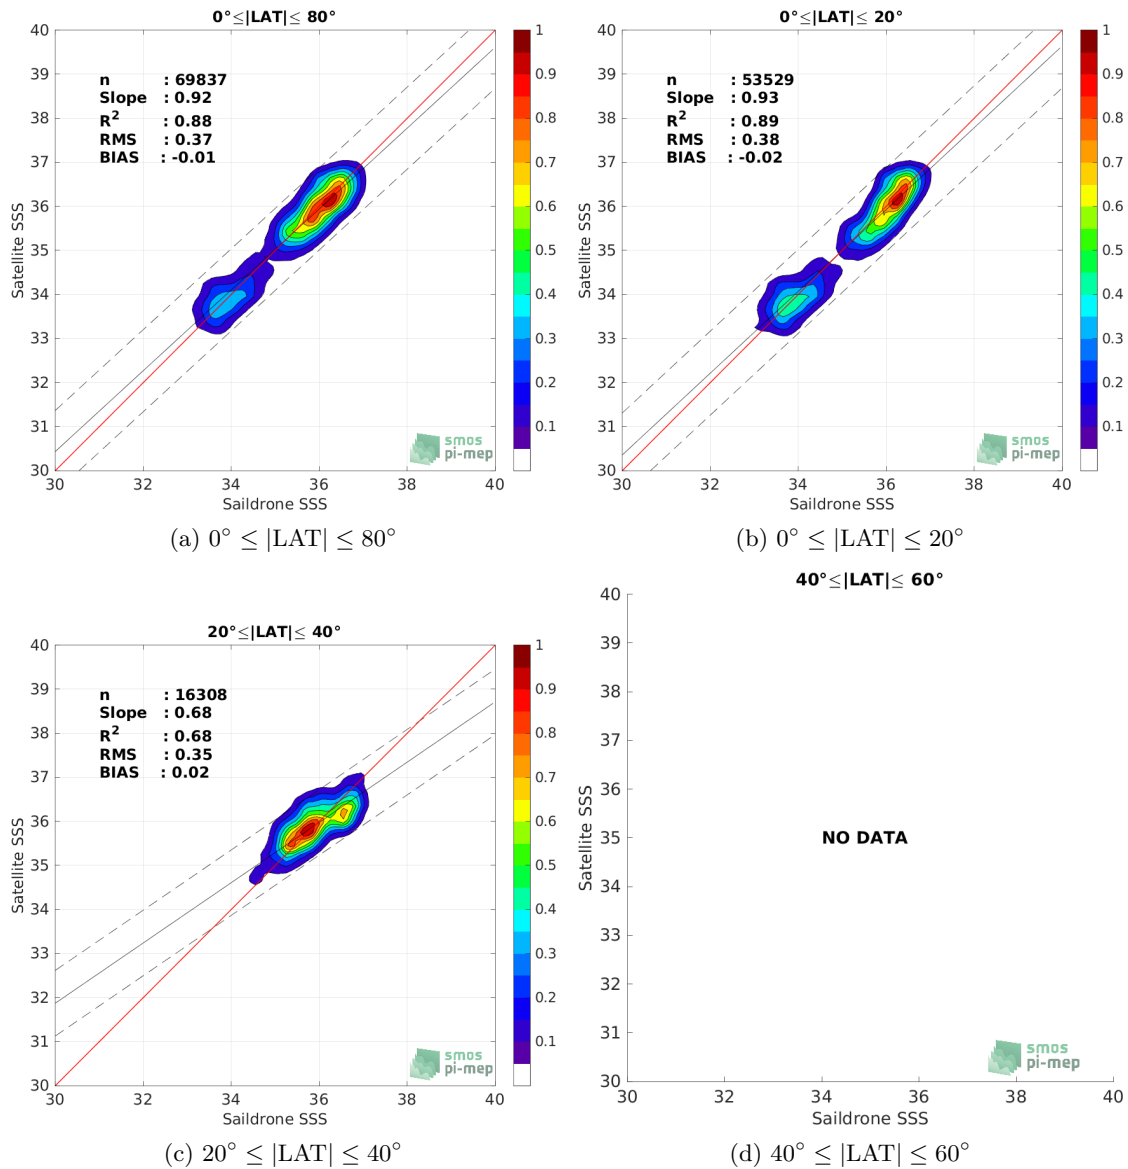 0°≤|LAT|≤ 80°
n : 69837
Slope : 0.92
R2 : 0.88
RMS : 0.37
BIAS : -0.01
40
39
38
37
36
35
34
33
32
31
30
Satellite SSS
30 32 34 36 38 40
Saildrone SSS
1
0.9
0.8
0.7
0.6
0.5
0.4
0.3
0.2
0.1
smos
pi-mep
(a) 0° ≤ |LAT| ≤ 80°
0°≤|LAT|≤ 20°
n : 53529
Slope : 0.93
R2 : 0.89
RMS : 0.38
BIAS : -0.02
40
39
38
37
36
35
34
33
32
31
30
Satellite SSS
30 32 34 36 38 40
Saildrone SSS
1
0.9
0.8
0.7
0.6
0.5
0.4
0.3
0.2
0.1
smos
pi-mep
(b) 0° ≤ |LAT| ≤ 20°
20°≤|LAT|≤ 40°
n : 16308
Slope : 0.68
R2 : 0.68
RMS : 0.35
BIAS : 0.02
40
39
38
37
36
35
34
33
32
31
30
Satellite SSS
30 32 34 36 38 40
Saildrone SSS
1
0.9
0.8
0.7
0.6
0.5
0.4
0.3
0.2
0.1
smos
pi-mep
(c) 20° ≤ |LAT| ≤ 40°
40°≤|LAT|≤ 60°
40
39
38
37
36
35
34
33
32
31
30
Satellite SSS
NO DATA
30 32 34 36 38 40
Saildrone SSS
smos
pi-mep
(d) 40° ≤ |LAT| ≤ 60°